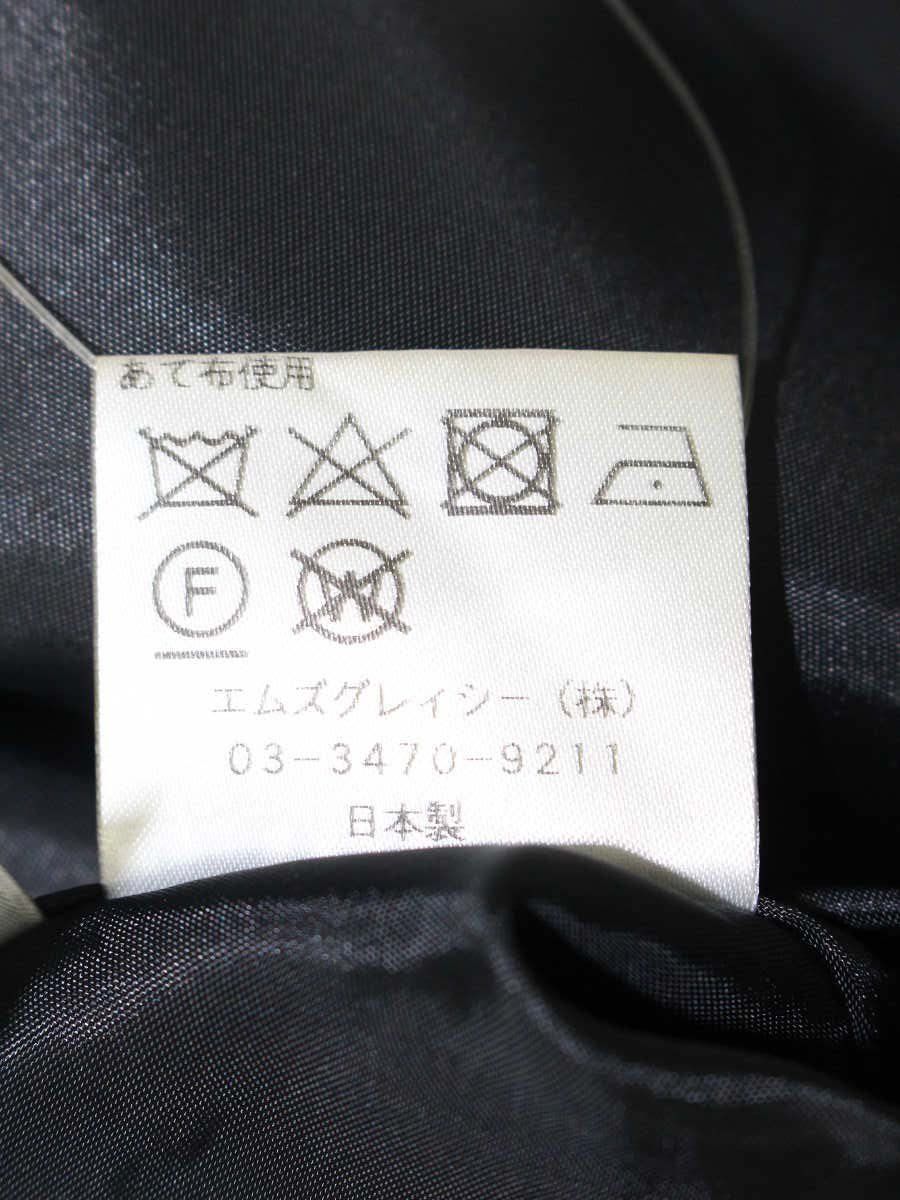 あて布使用
F
W
エムズグレイシー（株）
03-3470-9211
日本製